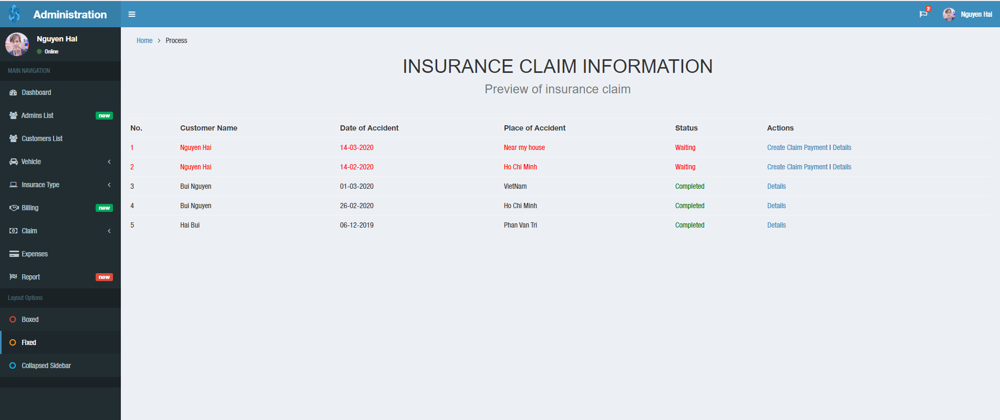 Administration
2
Nguyen Hai
Nguyen Hai
Online
MAIN NAVIGATION
Dashboard
Admins List new
Customers List
Vehicle
Insurace Type
Billing new
Claim
Expenses
Report new
Layout Options
Boxed
Fixed
Collapsed Sidebar
Home > Process
INSURANCE CLAIM INFORMATION
Preview of insurance claim
No. Customer Name Date of Accident Place of Accident Status Actions
1 Nguyen Hai 14-03-2020 Near my house Waiting Create Claim Payment | Details
2 Nguyen Hai 14-02-2020 Ho Chi Minh Waiting Create Claim Payment | Details
3 Bui Nguyen 01-03-2020 VietNam Completed Details
4 Bui Nguyen 26-02-2020 Ho Chi Minh Completed Details
5 Hai Bui 06-12-2019 Phan Van Tri Completed Details